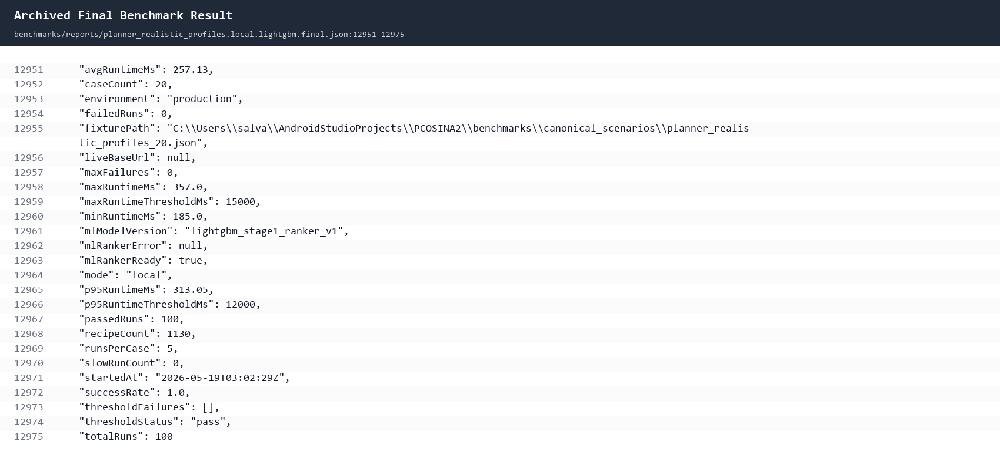 Archived Final Benchmark Result
benchmarks/reports/planner_realistic_profiles.local.lightgbm.final.json:12951-12975
12951 "avgRuntimeMs": 257.13,
12952 "caseCount": 20,
12953 "environment": "production",
12954 "failedRuns": 0,
12955 "fixturePath": "C:\\Users\\salva\\AndroidStudioProjects\\PCOSINA2\\benchmarks\\canonical_scenarios\\planner_realis
tic_profiles_20.json",
12956 "liveBaseUrl": null,
12957 "maxFailures": 0,
12958 "maxRuntimeMs": 357.0,
12959 "maxRuntimeThresholdMs": 15000,
12960 "minRuntimeMs": 185.0,
12961 "mlModelVersion": "lightgbm_stage1_ranker_v1",
12962 "mlRankerError": null,
12963 "mlRankerReady": true,
12964 "mode": "local",
12965 "p95RuntimeMs": 313.05,
12966 "p95RuntimeThresholdMs": 12000,
12967 "passedRuns": 100,
12968 "recipeCount": 1130,
12969 "runsPerCase": 5,
12970 "slowRunCount": 0,
12971 "startedAt": "2026-05-19T03:02:29Z",
12972 "successRate": 1.0,
12973 "thresholdFailures": [],
12974 "thresholdStatus": "pass",
12975 "totalRuns": 100